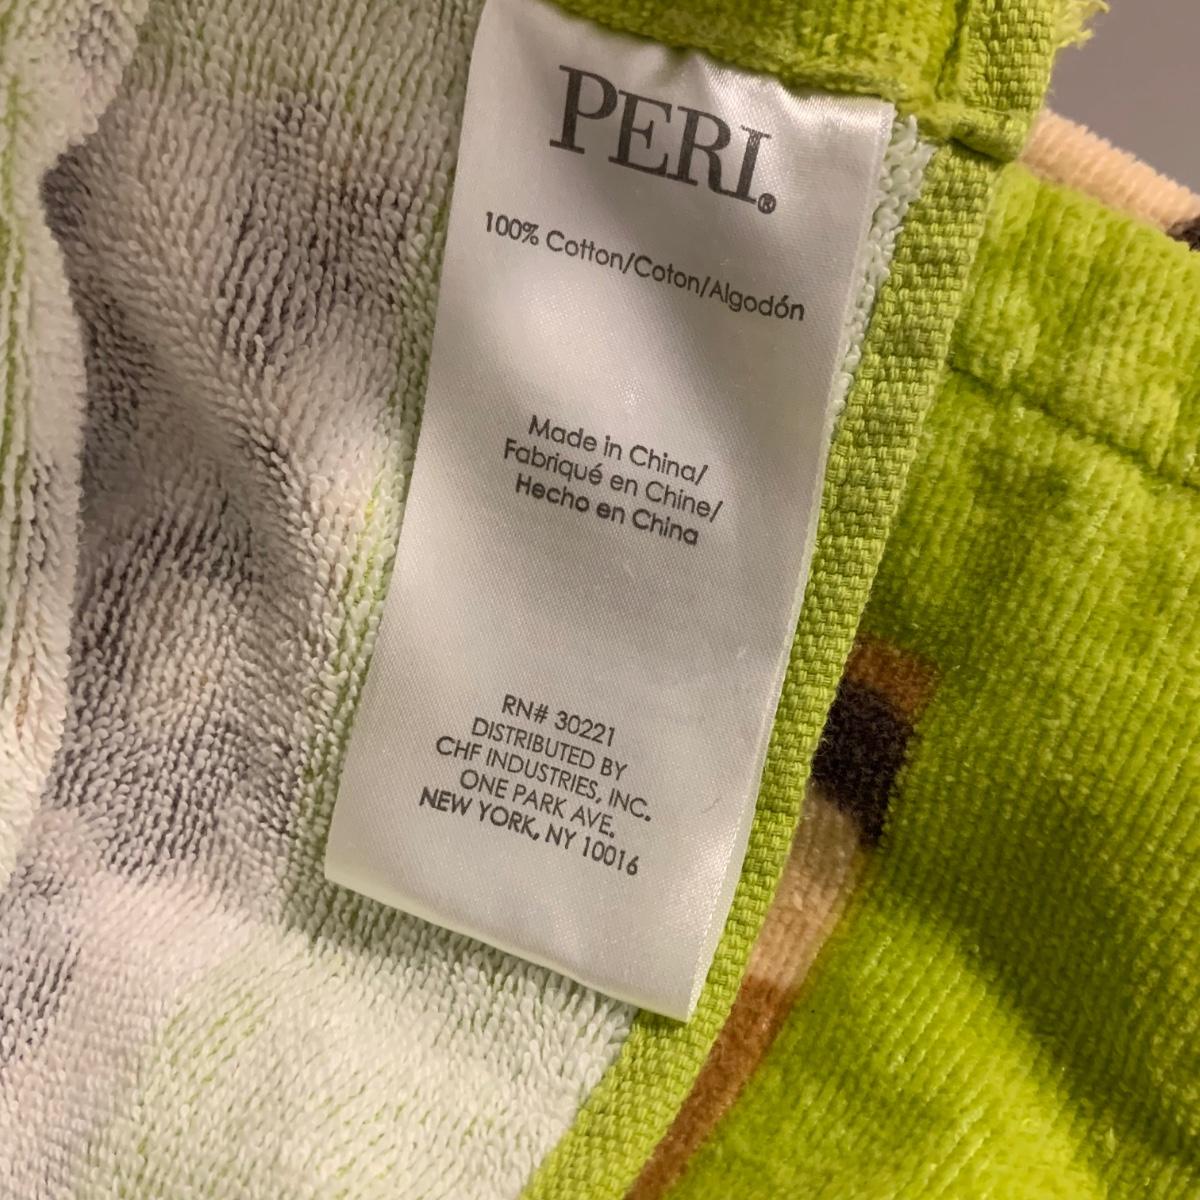 PERI®
100% Cotton/Coton/Algodón
Made in China/
Fabriqué en Chine/
Hecho en China
RN# 30221
DISTRIBUTED BY
CHF INDUSTRIES, INC.
ONE PARK AVE.
NEW YORK, NY 10016